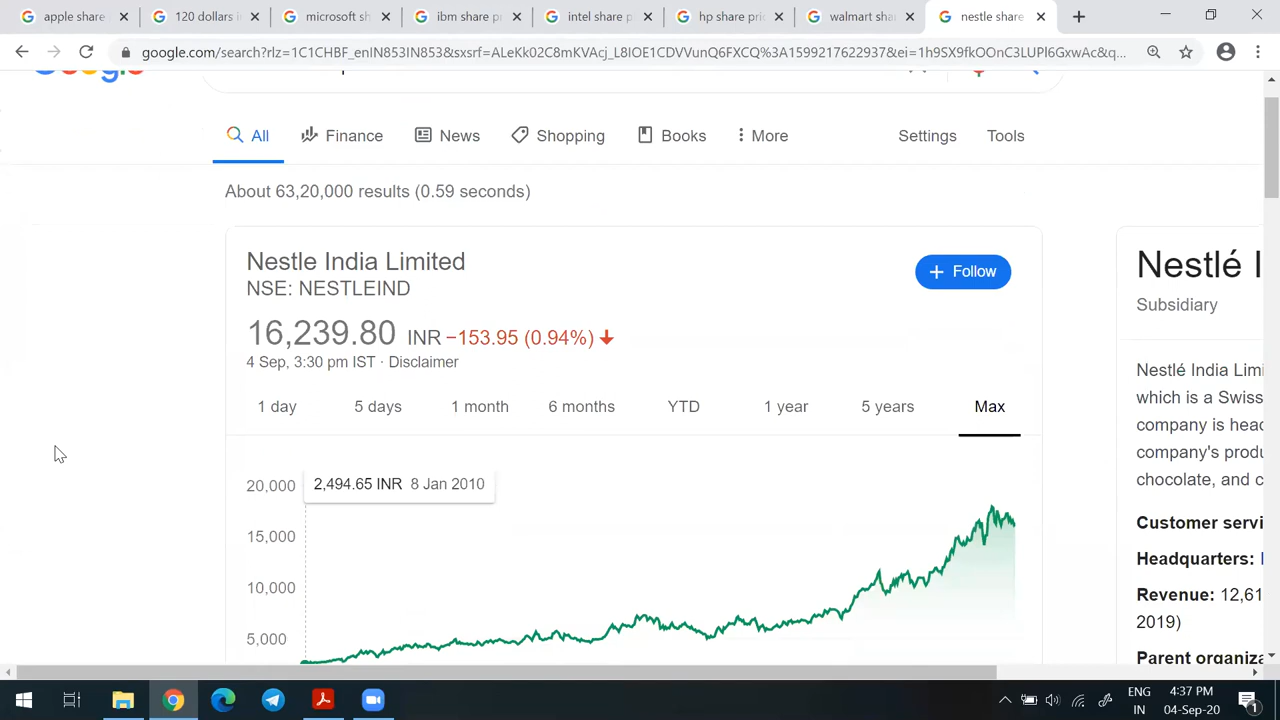 apple share
120 dollars i
microsoft sh
ibm share p
intel share p
hp share pri
walmart sha
nestle share
google.com/search?rlz=1C1CHBF_enIN853IN853&sxsrf=ALeKk02C8mKVAcj_L8IOE1CDVVunQ6FXCQ%3A1599217622937&ei=1h9SX9fkOOnC3LUPl6GxwAc&q...
All
Finance
News
Shopping
Books
More
Settings
Tools
About 63,20,000 results (0.59 seconds)
Nestle India Limited
NSE: NESTLEIND
+ Follow
16,239.80 INR −153.95 (0.94%)
4 Sep, 3:30 pm IST · Disclaimer
1 day
5 days
1 month
6 months
YTD
1 year
5 years
Max
2,494.65 INR 8 Jan 2010
20,000
15,000
10,000
5,000
Nestlé I
Subsidiary
Nestlé India Limi
which is a Swiss
company is head
company's produ
chocolate, and c
Customer servi
Headquarters:
Revenue: 12,61
2019)
Parent organiza
ENG
IN
4:37 PM
04-Sep-20
1